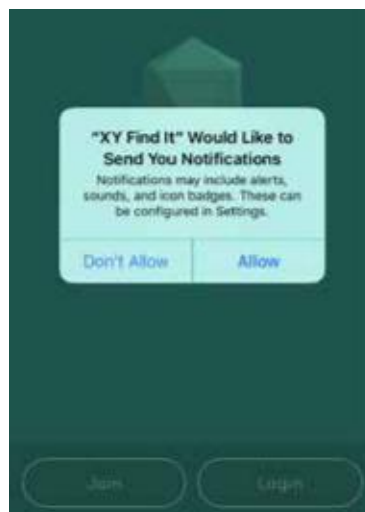 "XY Find It" Would Like to
Send You Notifications
Notifications may include alerts,
sounds, and icon badges. These can
be configured in Settings.
Don't Allow
Allow
Join
Login